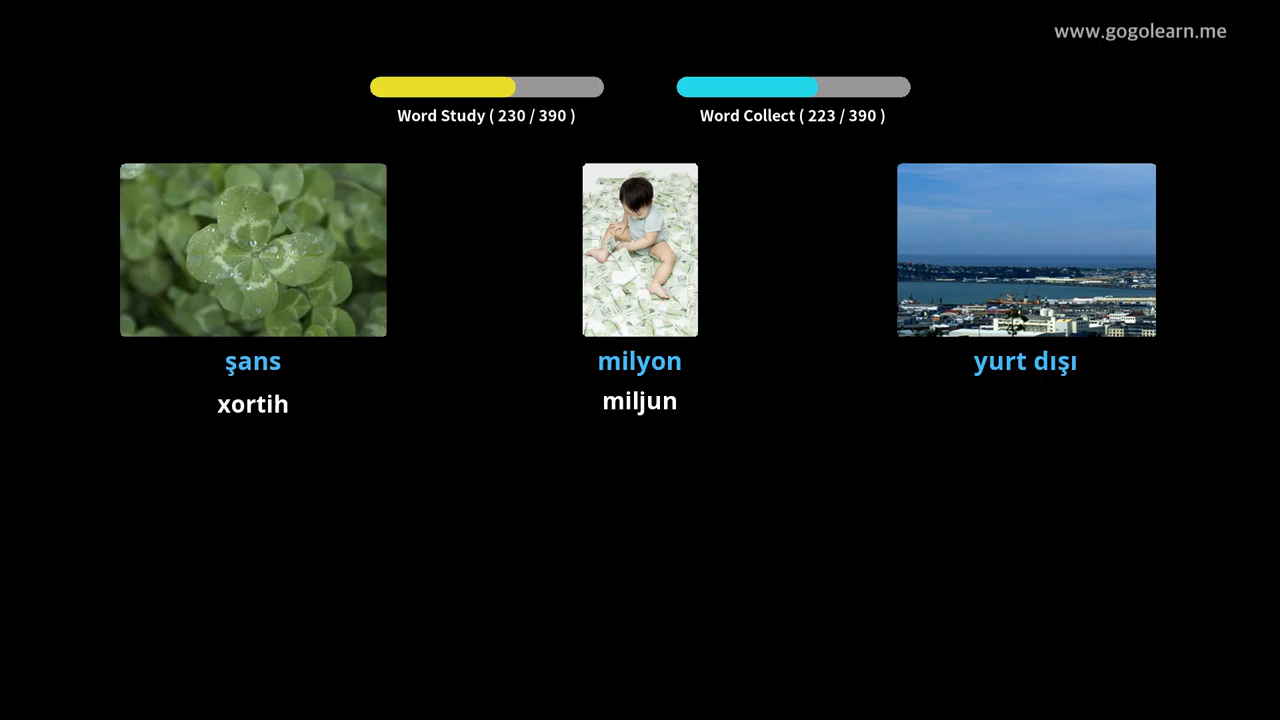 www.gogolearn.me
Word Study ( 230 / 390 )
Word Collect ( 223 / 390 )
şans
milyon
yurt dışı
xortih
miljun